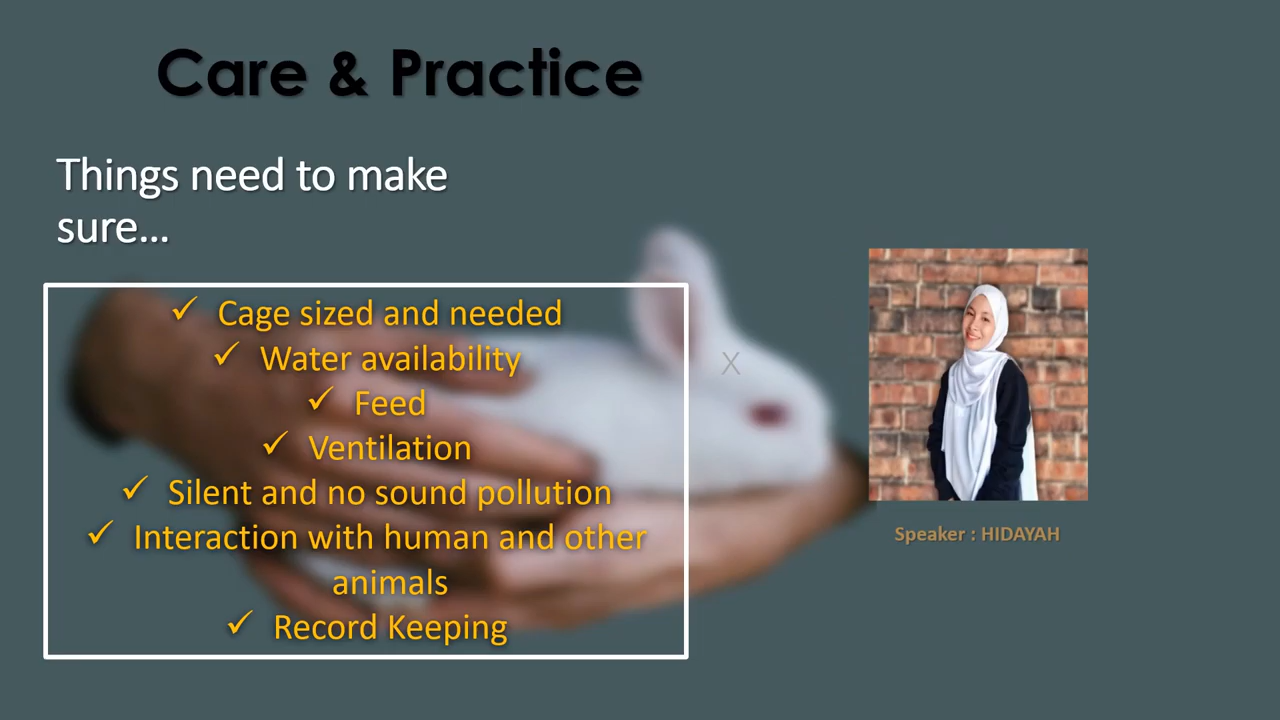 Care & Practice
Things need to make
sure...
✓ Cage sized and needed
✓ Water availability
✓ Feed
✓ Ventilation
✓ Silent and no sound pollution
✓ Interaction with human and other
animals
✓ Record Keeping
X
Speaker : HIDAYAH